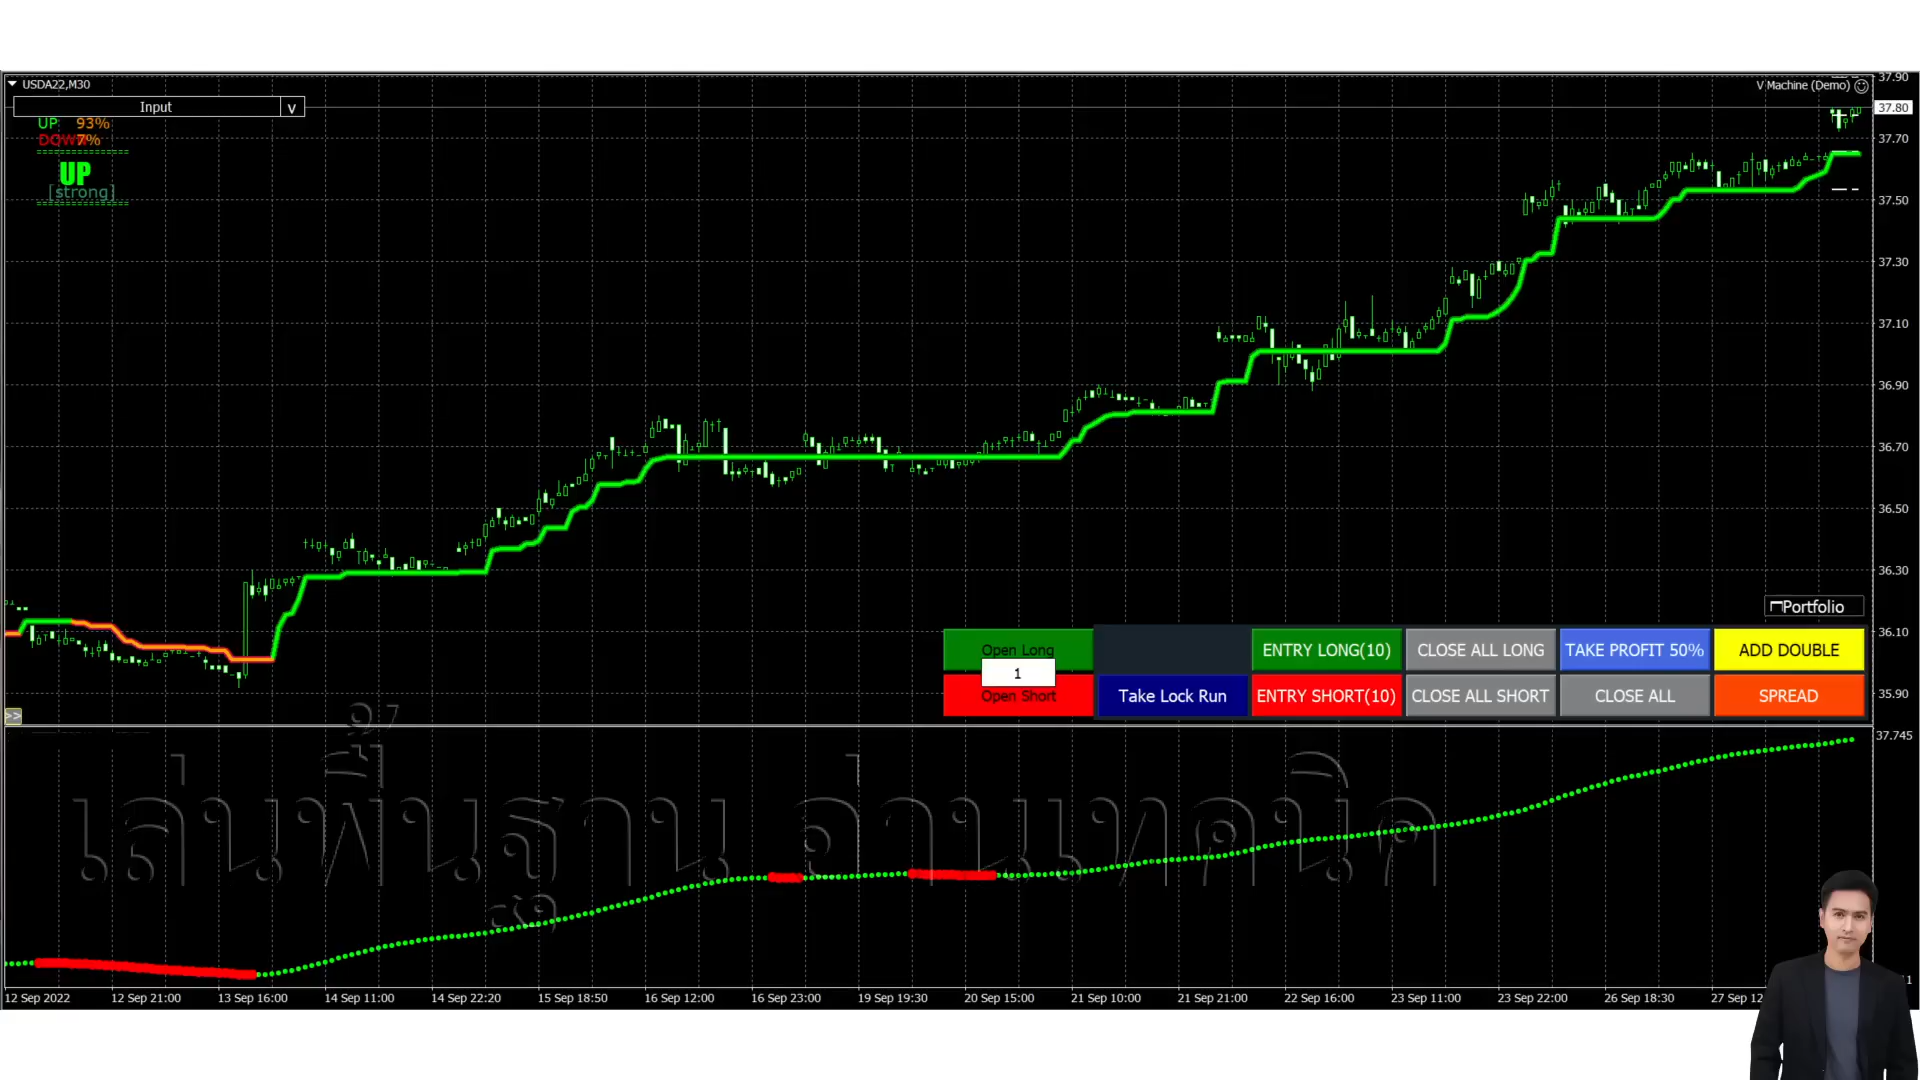 USDA22,M30
V Machine (Demo)
Input
v
UP 93%
DOWN 7%
UP
[strong]
37.90
37.80
37.70
37.50
37.30
37.10
36.90
36.70
36.50
36.30
36.10
35.90
Portfolio
Open Long
1
Open Short
Take Lock Run
ENTRY LONG(10)
CLOSE ALL LONG
TAKE PROFIT 50%
ADD DOUBLE
ENTRY SHORT(10)
CLOSE ALL SHORT
CLOSE ALL
SPREAD
>>
37.745
เล่นพื้นฐาน อ่านเทคนิค
12 Sep 2022
12 Sep 21:00
13 Sep 16:00
14 Sep 11:00
14 Sep 22:20
15 Sep 18:50
16 Sep 12:00
16 Sep 23:00
19 Sep 19:30
20 Sep 15:00
21 Sep 10:00
21 Sep 21:00
22 Sep 16:00
23 Sep 11:00
23 Sep 22:00
26 Sep 18:30
27 Sep